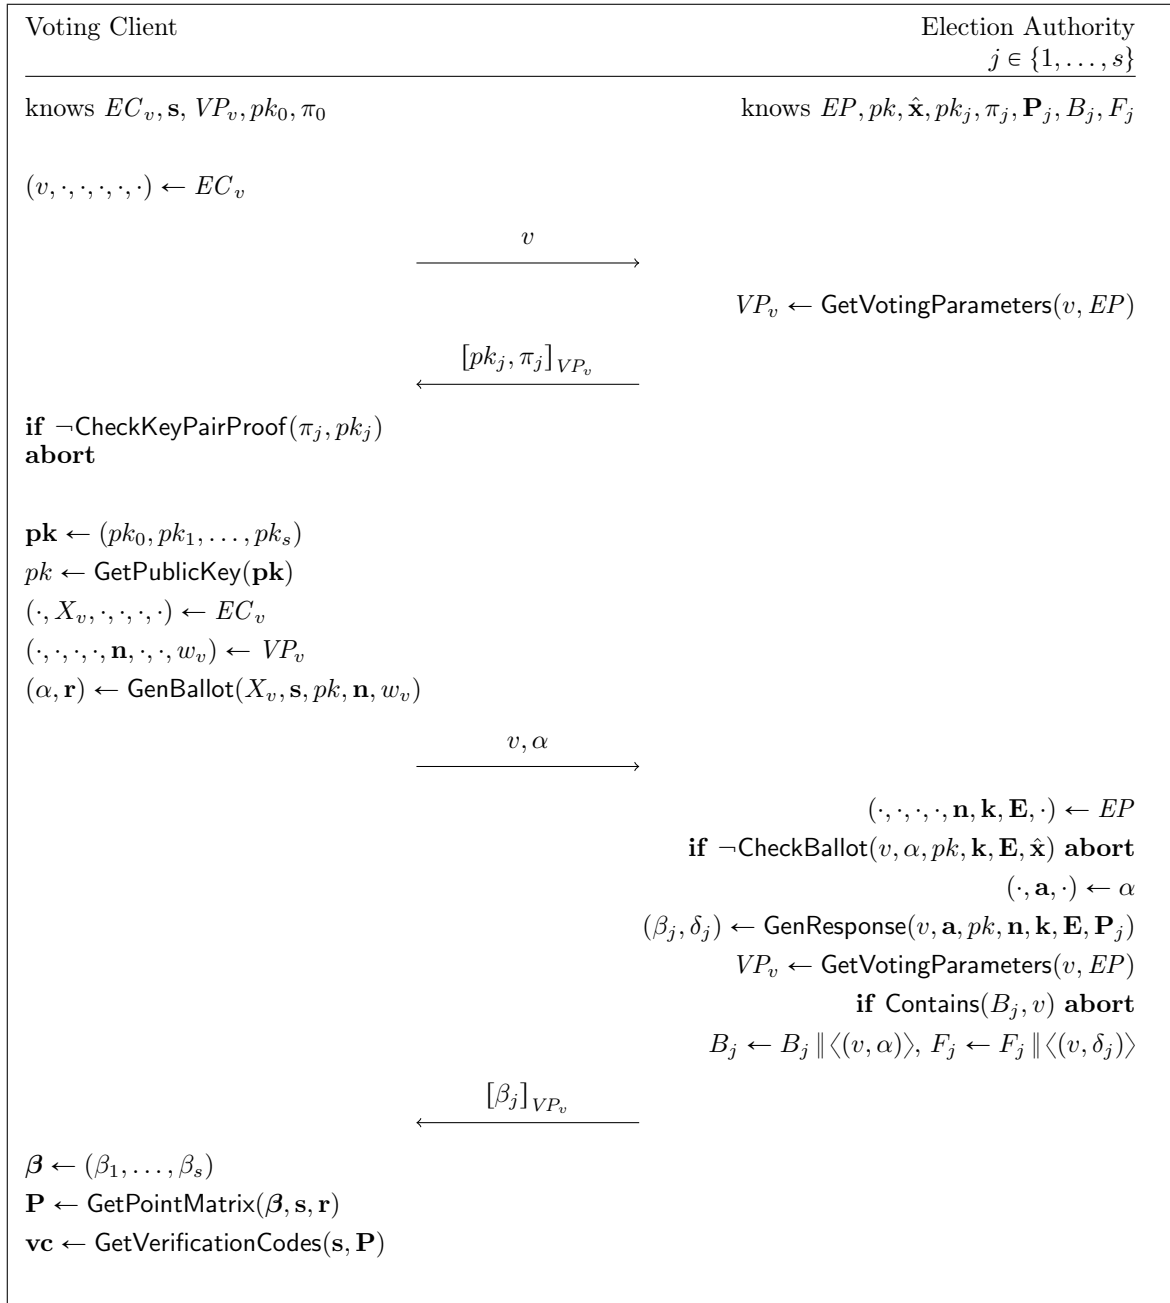 Voting Client
Election Authority
j ∈ {1, . . . , s}
knows EC_v, 𝐬, VP_v, pk_0, π_0
knows EP, pk, 𝐱̂, pk_j, π_j, 𝐏_j, B_j, F_j
(v, ·, ·, ·, ·, ·) ← EC_v
v
VP_v ← GetVotingParameters(v, EP)
[pk_j, π_j]_{VP_v}
if ¬CheckKeyPairProof(π_j, pk_j)
abort
𝐩𝐤 ← (pk_0, pk_1, . . . , pk_s)
pk ← GetPublicKey(𝐩𝐤)
(·, X_v, ·, ·, ·, ·) ← EC_v
(·, ·, ·, ·, 𝐧, ·, ·, w_v) ← VP_v
(α, 𝐫) ← GenBallot(X_v, 𝐬, pk, 𝐧, w_v)
v, α
(·, ·, ·, ·, 𝐧, 𝐤, 𝐄, ·) ← EP
if ¬CheckBallot(v, α, pk, 𝐤, 𝐄, 𝐱̂) abort
(·, 𝐚, ·) ← α
(β_j, δ_j) ← GenResponse(v, 𝐚, pk, 𝐧, 𝐤, 𝐄, 𝐏_j)
VP_v ← GetVotingParameters(v, EP)
if Contains(B_j, v) abort
B_j ← B_j ∥ ⟨(v, α)⟩, F_j ← F_j ∥ ⟨(v, δ_j)⟩
[β_j]_{VP_v}
𝛃 ← (β_1, . . . , β_s)
𝐏 ← GetPointMatrix(𝛃, 𝐬, 𝐫)
𝐯𝐜 ← GetVerificationCodes(𝐬, 𝐏)